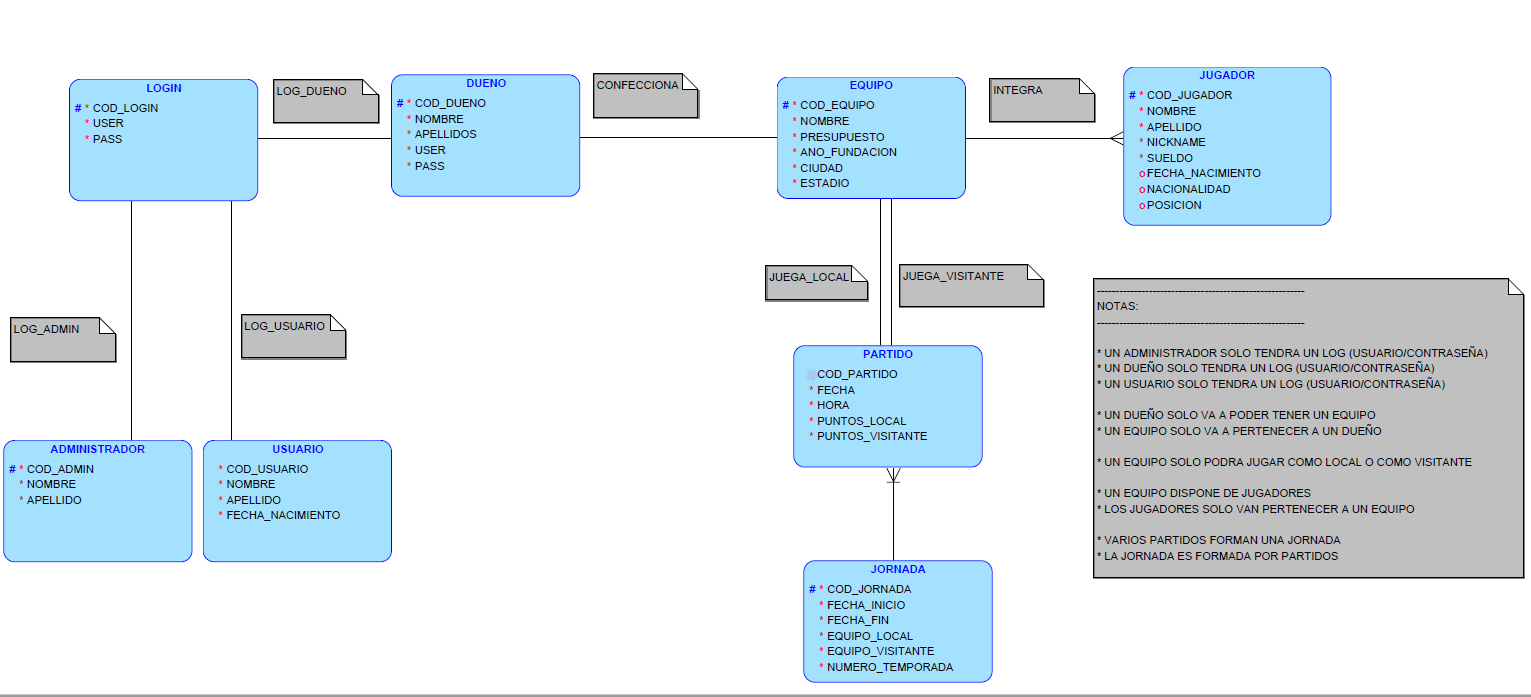 LOGIN
# * COD_LOGIN
* USER
* PASS
LOG_DUENO
DUENO
# * COD_DUENO
* NOMBRE
* APELLIDOS
* USER
* PASS
CONFECCIONA
EQUIPO
# * COD_EQUIPO
* NOMBRE
* PRESUPUESTO
* ANO_FUNDACION
* CIUDAD
* ESTADIO
INTEGRA
JUGADOR
# * COD_JUGADOR
* NOMBRE
* APELLIDO
* NICKNAME
* SUELDO
o FECHA_NACIMIENTO
o NACIONALIDAD
o POSICION
LOG_ADMIN
LOG_USUARIO
JUEGA_LOCAL
JUEGA_VISITANTE
ADMINISTRADOR
# * COD_ADMIN
* NOMBRE
* APELLIDO
USUARIO
* COD_USUARIO
* NOMBRE
* APELLIDO
* FECHA_NACIMIENTO
PARTIDO
COD_PARTIDO
* FECHA
* HORA
* PUNTOS_LOCAL
* PUNTOS_VISITANTE
JORNADA
# * COD_JORNADA
* FECHA_INICIO
* FECHA_FIN
* EQUIPO_LOCAL
* EQUIPO_VISITANTE
* NUMERO_TEMPORADA
------------------------------------------------------
NOTAS:
------------------------------------------------------
* UN ADMINISTRADOR SOLO TENDRA UN LOG (USUARIO/CONTRASEÑA)
* UN DUEÑO SOLO TENDRA UN LOG (USUARIO/CONTRASEÑA)
* UN USUARIO SOLO TENDRA UN LOG (USUARIO/CONTRASEÑA)
* UN DUEÑO SOLO VA A PODER TENER UN EQUIPO
* UN EQUIPO SOLO VA A PERTENECER A UN DUEÑO
* UN EQUIPO SOLO PODRA JUGAR COMO LOCAL O COMO VISITANTE
* UN EQUIPO DISPONE DE JUGADORES
* LOS JUGADORES SOLO VAN PERTENECER A UN EQUIPO
* VARIOS PARTIDOS FORMAN UNA JORNADA
* LA JORNADA ES FORMADA POR PARTIDOS